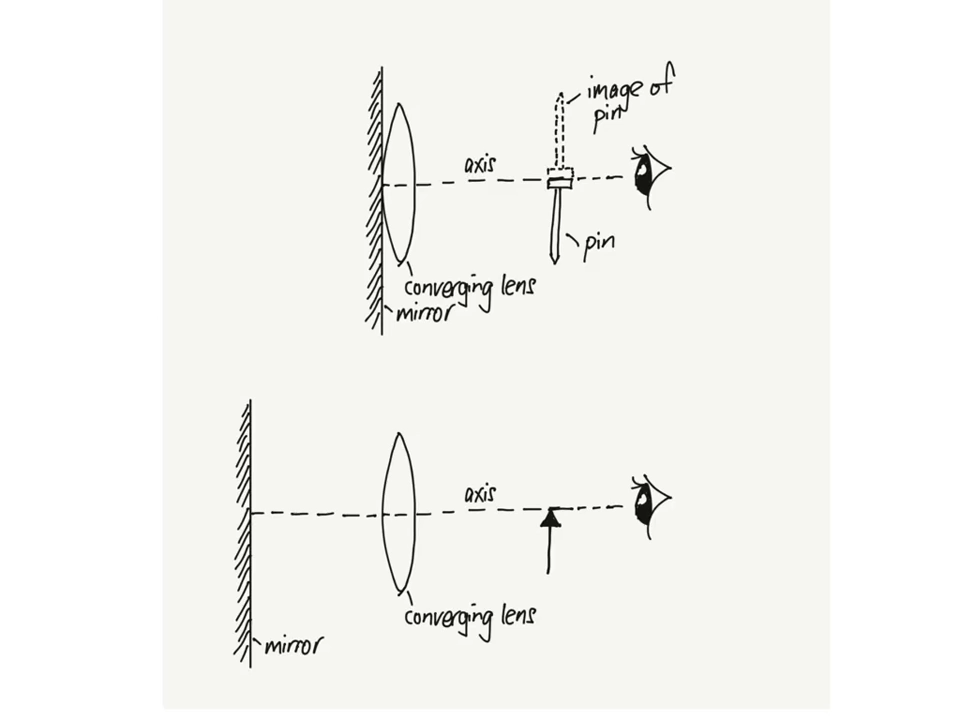 image of
pin
axis
pin
converging lens
mirror
axis
converging lens
mirror